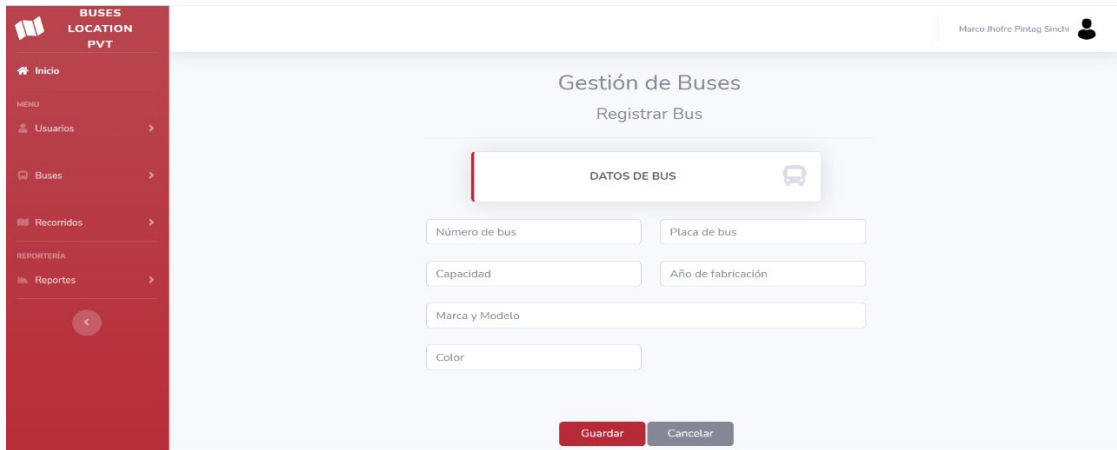 BUSES
LOCATION
PVT
Marco Jhofre Pintag Sinchi
Inicio
MENU
Usuarios
Buses
Recorridos
REPORTERÍA
Reportes
Gestión de Buses
Registrar Bus
DATOS DE BUS
Número de bus
Placa de bus
Capacidad
Año de fabricación
Marca y Modelo
Color
Guardar
Cancelar